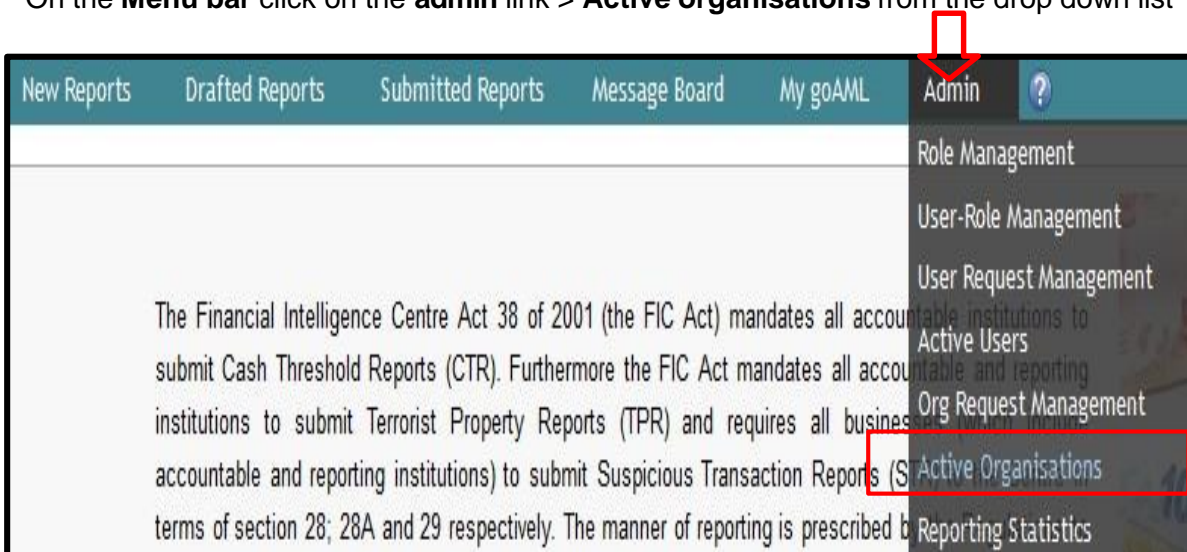 On the Menu bar click on the admin link > Active organisations from the drop down list
New Reports Drafted Reports Submitted Reports Message Board My goAML Admin ?
Role Management
User-Role Management
User Request Management
Active Users
Org Request Management
Active Organisations
Reporting Statistics
The Financial Intelligence Centre Act 38 of 2001 (the FIC Act) mandates all accountable institutions to
submit Cash Threshold Reports (CTR). Furthermore the FIC Act mandates all accountable and reporting
institutions to submit Terrorist Property Reports (TPR) and requires all businesses (which include
accountable and reporting institutions) to submit Suspicious Transaction Reports
terms of section 28; 28A and 29 respectively. The manner of reporting is prescribed